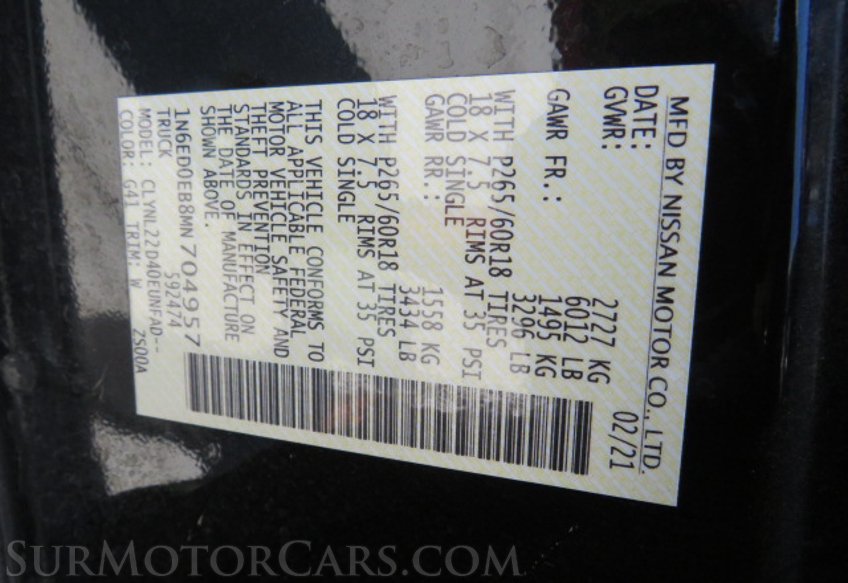 MFD BY NISSAN MOTOR CO., LTD.
DATE: 02/21
GVWR: 2727 KG
6012 LB
GAWR FR.: 1495 KG
3296 LB
WITH P265/60R18 TIRES
18 X 7.5 RIMS AT 35 PSI
COLD SINGLE
GAWR RR.: 1558 KG
3434 LB
WITH P265/60R18 TIRES
18 X 7.5 RIMS AT 35 PSI
COLD SINGLE
THIS VEHICLE CONFORMS TO
ALL APPLICABLE FEDERAL
MOTOR VEHICLE SAFETY AND
THEFT PREVENTION
STANDARDS IN EFFECT ON
THE DATE OF MANUFACTURE
SHOWN ABOVE.
1N6ED0EB8MN704957
TRUCK 592474
MODEL: CLYNL22D40EUNFAD--
COLOR: G41 TRIM: W 2S00A
SurMotorCars.com